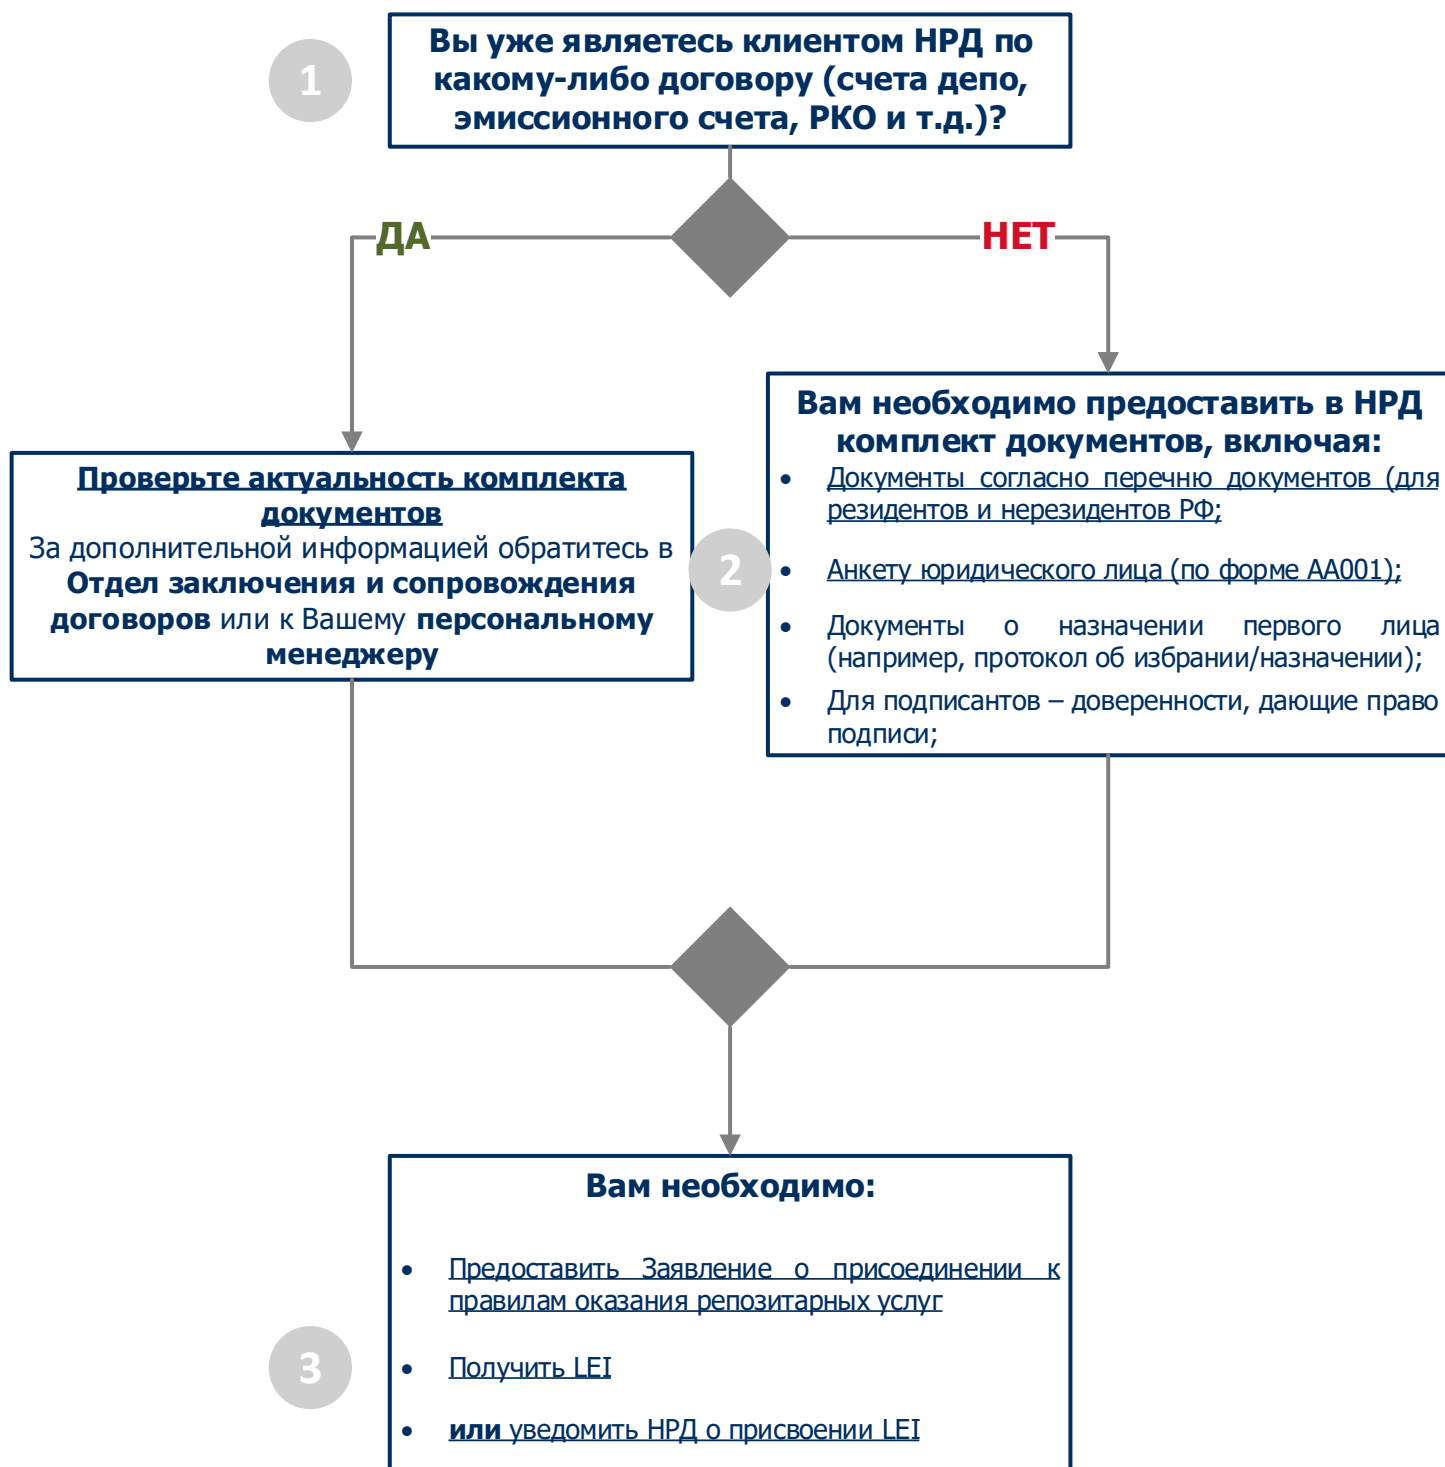 1
Вы уже являетесь клиентом НРД по
какому-либо договору (счета депо,
эмиссионного счета, РКО и т.д.)?
ДА
НЕТ
Проверьте актуальность комплекта
документов
За дополнительной информацией обратитесь в
Отдел заключения и сопровождения
договоров или к Вашему персональному
менеджеру
2
Вам необходимо предоставить в НРД
комплект документов, включая:
• Документы согласно перечню документов (для
резидентов и нерезидентов РФ;
• Анкету юридического лица (по форме АА001);
• Документы о назначении первого лица
(например, протокол об избрании/назначении);
• Для подписантов – доверенности, дающие право
подписи;
3
Вам необходимо:
• Предоставить Заявление о присоединении к
правилам оказания репозитарных услуг
• Получить LEI
• или уведомить НРД о присвоении LEI